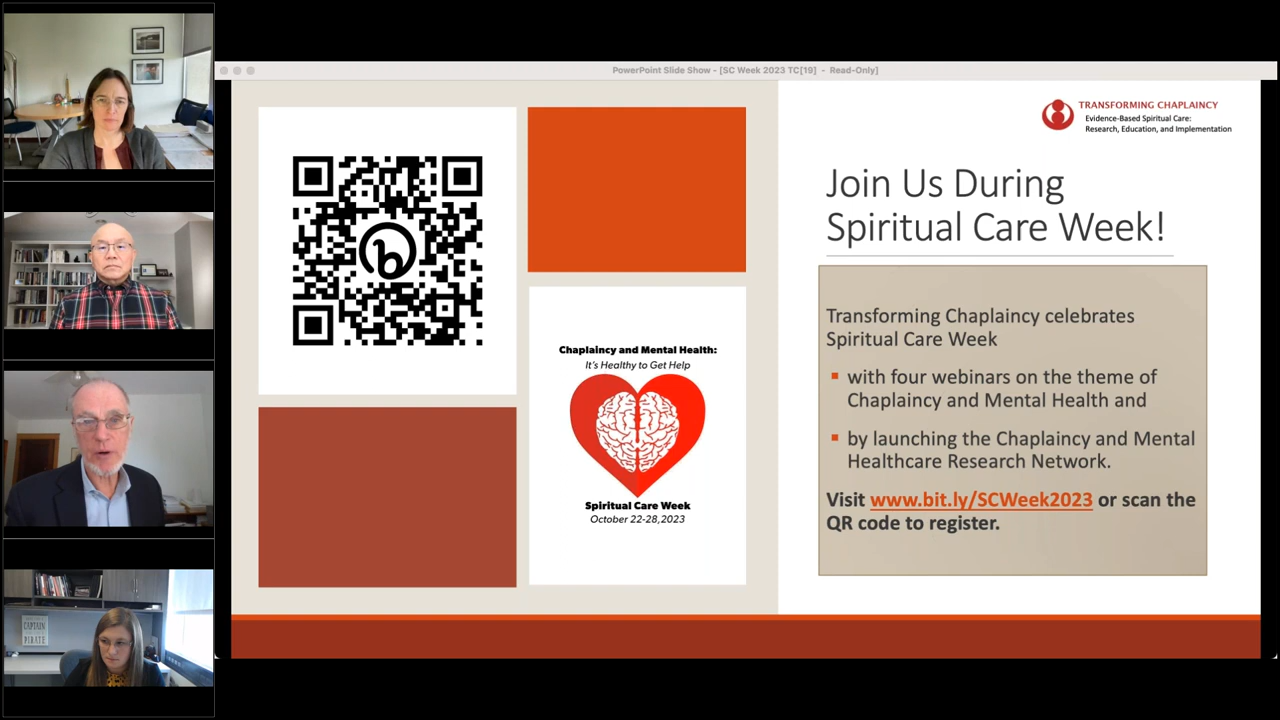 PowerPoint Slide Show - [SC Week 2023 TC[19] - Read-Only]
TRANSFORMING CHAPLAINCY
Evidence-Based Spiritual Care:
Research, Education, and Implementation
Join Us During
Spiritual Care Week!
Transforming Chaplaincy celebrates
Spiritual Care Week
with four webinars on the theme of
Chaplaincy and Mental Health and
by launching the Chaplaincy and Mental
Healthcare Research Network.
Visit www.bit.ly/SCWeek2023 or scan the
QR code to register.
Chaplaincy and Mental Health:
It's Healthy to Get Help
Spiritual Care Week
October 22-28,2023
CAPTAIN
PIRATE